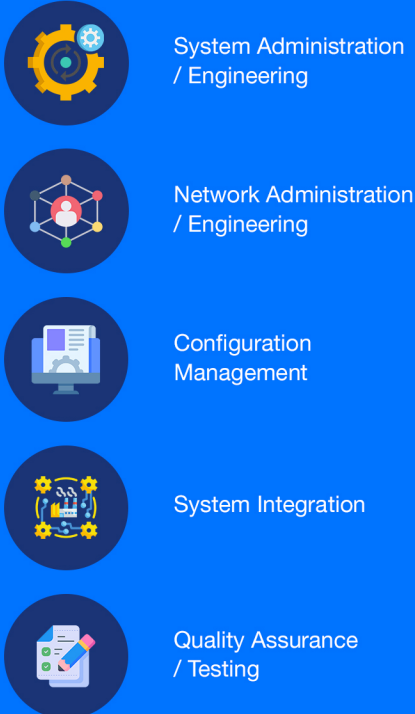 System Administration
/ Engineering
Network Administration
/ Engineering
Configuration
Management
System Integration
Quality Assurance
/ Testing